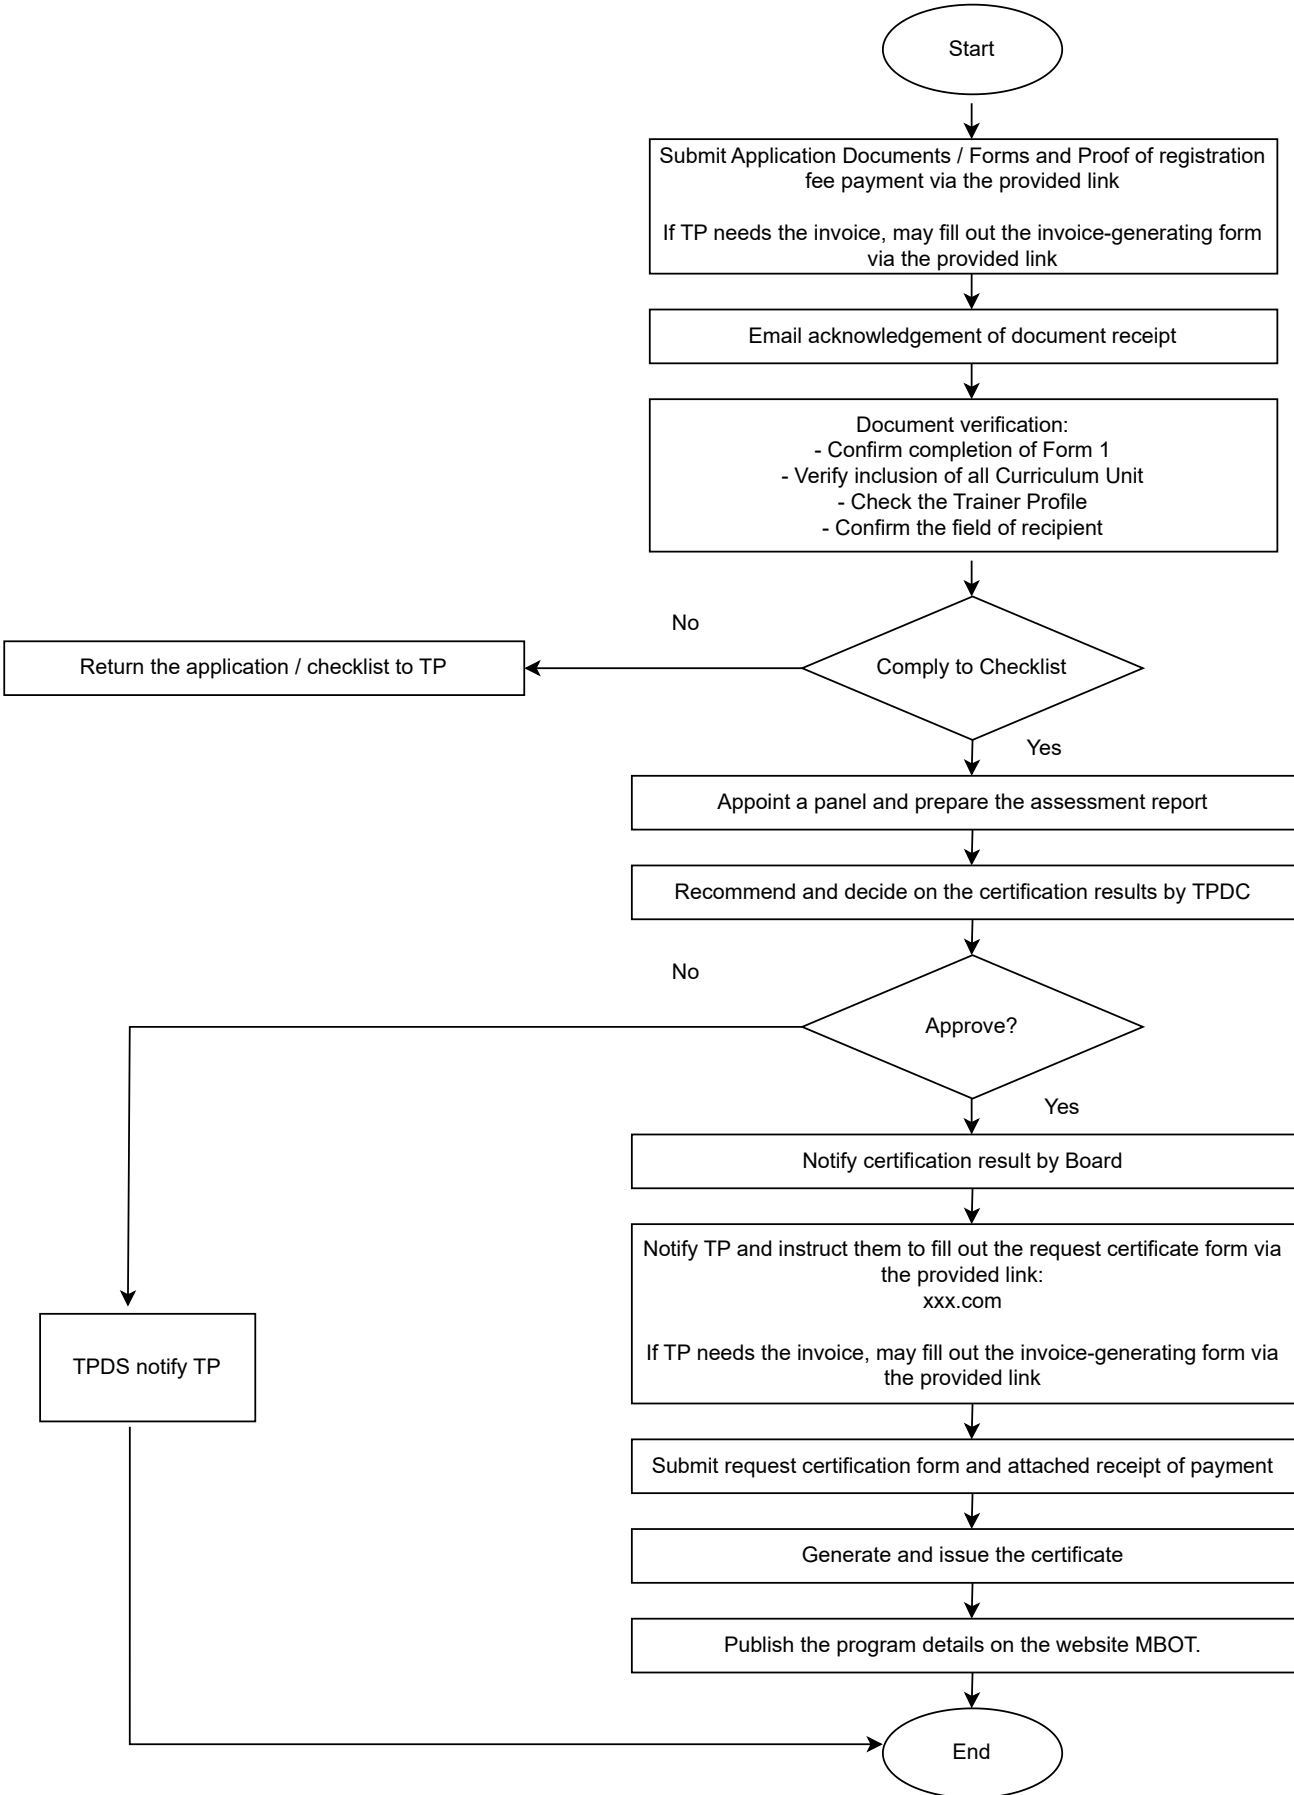 Start
Submit Application Documents / Forms and Proof of registration
fee payment via the provided link
If TP needs the invoice, may fill out the invoice-generating form
via the provided link
Email acknowledgement of document receipt
Document verification:
- Confirm completion of Form 1
- Verify inclusion of all Curriculum Unit
- Check the Trainer Profile
- Confirm the field of recipient
No
Return the application / checklist to TP
Comply to Checklist
Yes
Appoint a panel and prepare the assessment report
Recommend and decide on the certification results by TPDC
No
Approve?
Yes
Notify certification result by Board
Notify TP and instruct them to fill out the request certificate form via
the provided link:
xxx.com
If TP needs the invoice, may fill out the invoice-generating form via
the provided link
TPDS notify TP
Submit request certification form and attached receipt of payment
Generate and issue the certificate
Publish the program details on the website MBOT.
End